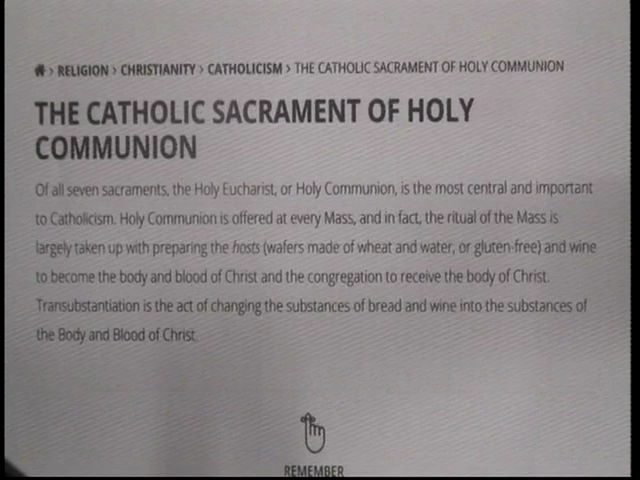 > RELIGION > CHRISTIANITY > CATHOLICISM > THE CATHOLIC SACRAMENT OF HOLY COMMUNION
THE CATHOLIC SACRAMENT OF HOLY
COMMUNION
Of all seven sacraments, the Holy Eucharist, or Holy Communion, is the most central and important
to Catholicism. Holy Communion is offered at every Mass, and in fact, the ritual of the Mass is
largely taken up with preparing the hosts (wafers made of wheat and water, or gluten-free) and wine
to become the body and blood of Christ and the congregation to receive the body of Christ.
Transubstantiation is the act of changing the substances of bread and wine into the substances of
the Body and Blood of Christ.
REMEMBER